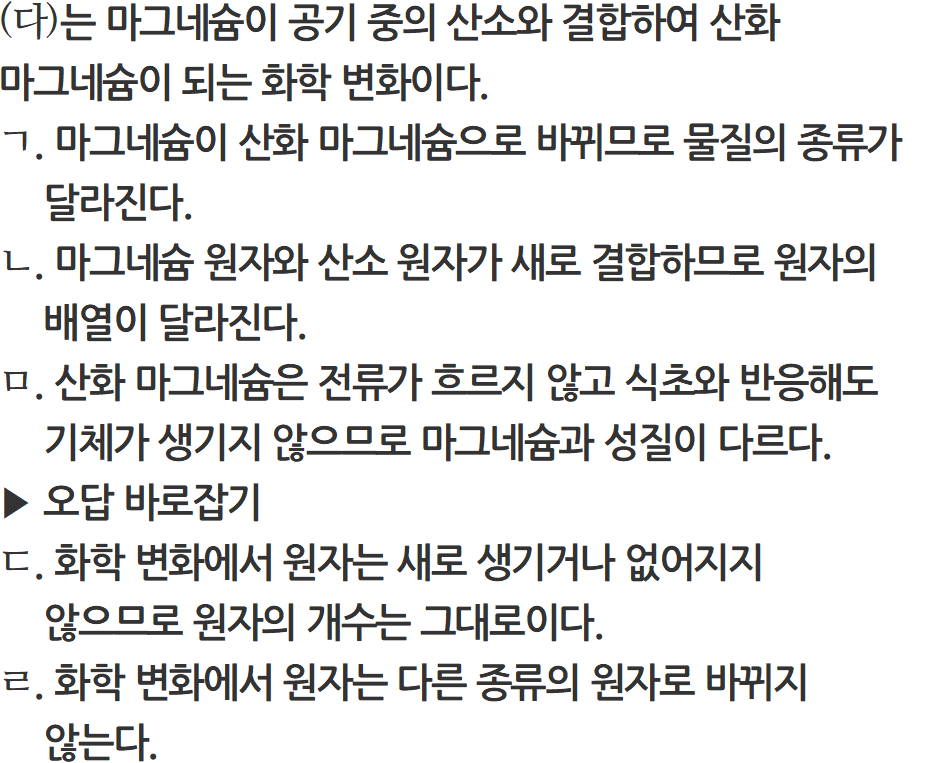 (다)는 마그네슘이 공기 중의 산소와 결합하여 산화
마그네슘이 되는 화학 변화이다.
ㄱ. 마그네슘이 산화 마그네슘으로 바뀌므로 물질의 종류가
달라진다.
ㄴ. 마그네슘 원자와 산소 원자가 새로 결합하므로 원자의
배열이 달라진다.
ㅁ. 산화 마그네슘은 전류가 흐르지 않고 식초와 반응해도
기체가 생기지 않으므로 마그네슘과 성질이 다르다.
▶ 오답 바로잡기
ㄷ. 화학 변화에서 원자는 새로 생기거나 없어지지
않으므로 원자의 개수는 그대로이다.
ㄹ. 화학 변화에서 원자는 다른 종류의 원자로 바뀌지
않는다.